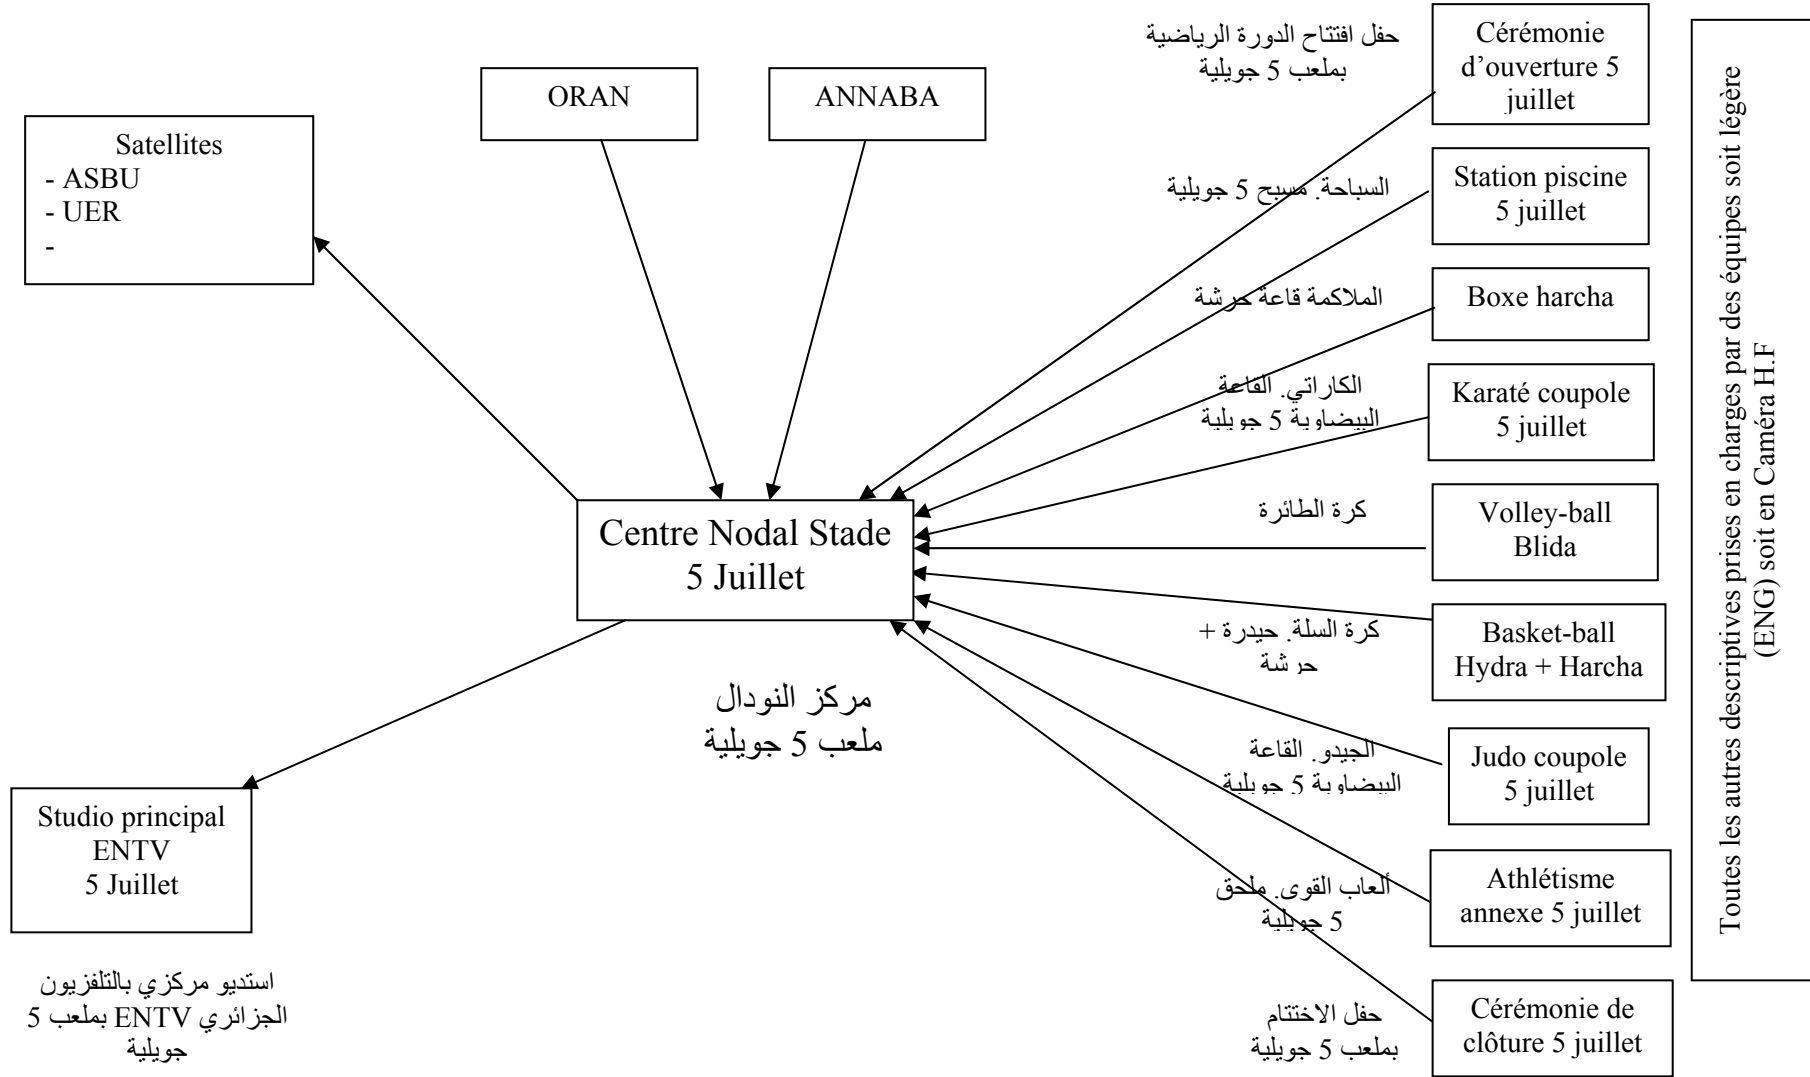 حفل افتتاح الدورة الرياضية
بملعب 5 جويلية
Cérémonie
d’ouverture 5
juillet
ORAN
ANNABA
Satellites
- ASBU
- UER
-
السباحة. مسبح 5 جويلية
Station piscine
5 juillet
الملاكمة قاعة حرشة
Boxe harcha
الكاراتي. القاعة
البيضاوية 5 جويلية
Karaté coupole
5 juillet
كرة الطائرة
Volley-ball
Blida
Centre Nodal Stade
5 Juillet
مركز النودال
ملعب 5 جويلية
كرة السلة. حيدرة +
حرشة
Basket-ball
Hydra + Harcha
الجيدو. القاعة
البيضاوية 5 جويلية
Judo coupole
5 juillet
Studio principal
ENTV
5 Juillet
استديو مركزي بالتلفزيون
الجزائري ENTV بملعب 5
جويلية
ألعاب القوى. ملحق
5 جويلية
Athlétisme
annexe 5 juillet
حفل الاختتام
بملعب 5 جويلية
Cérémonie de
clôture 5 juillet
Toutes les autres descriptives prises en charges par des équipes soit légère
(ENG) soit en Caméra H.F